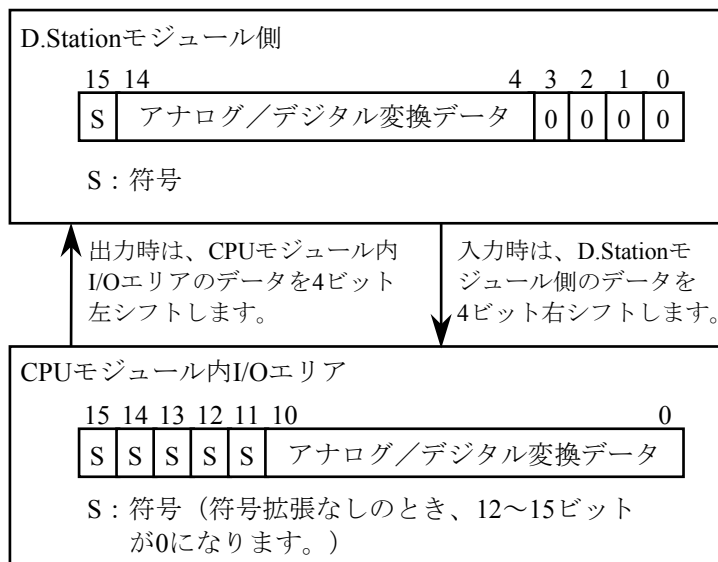 D.Stationモジュール側
15 14 4 3 2 1 0
S アナログ／デジタル変換データ 0 0 0 0
S：符号
出力時は、CPUモジュール内
I/Oエリアのデータを4ビット
左シフトします。
入力時は、D.Stationモ
ジュール側のデータを
4ビット右シフトします。
CPUモジュール内I/Oエリア
15 14 13 12 11 10 0
S S S S S アナログ／デジタル変換データ
S：符号（符号拡張なしのとき、12～15ビット
が0になります。）